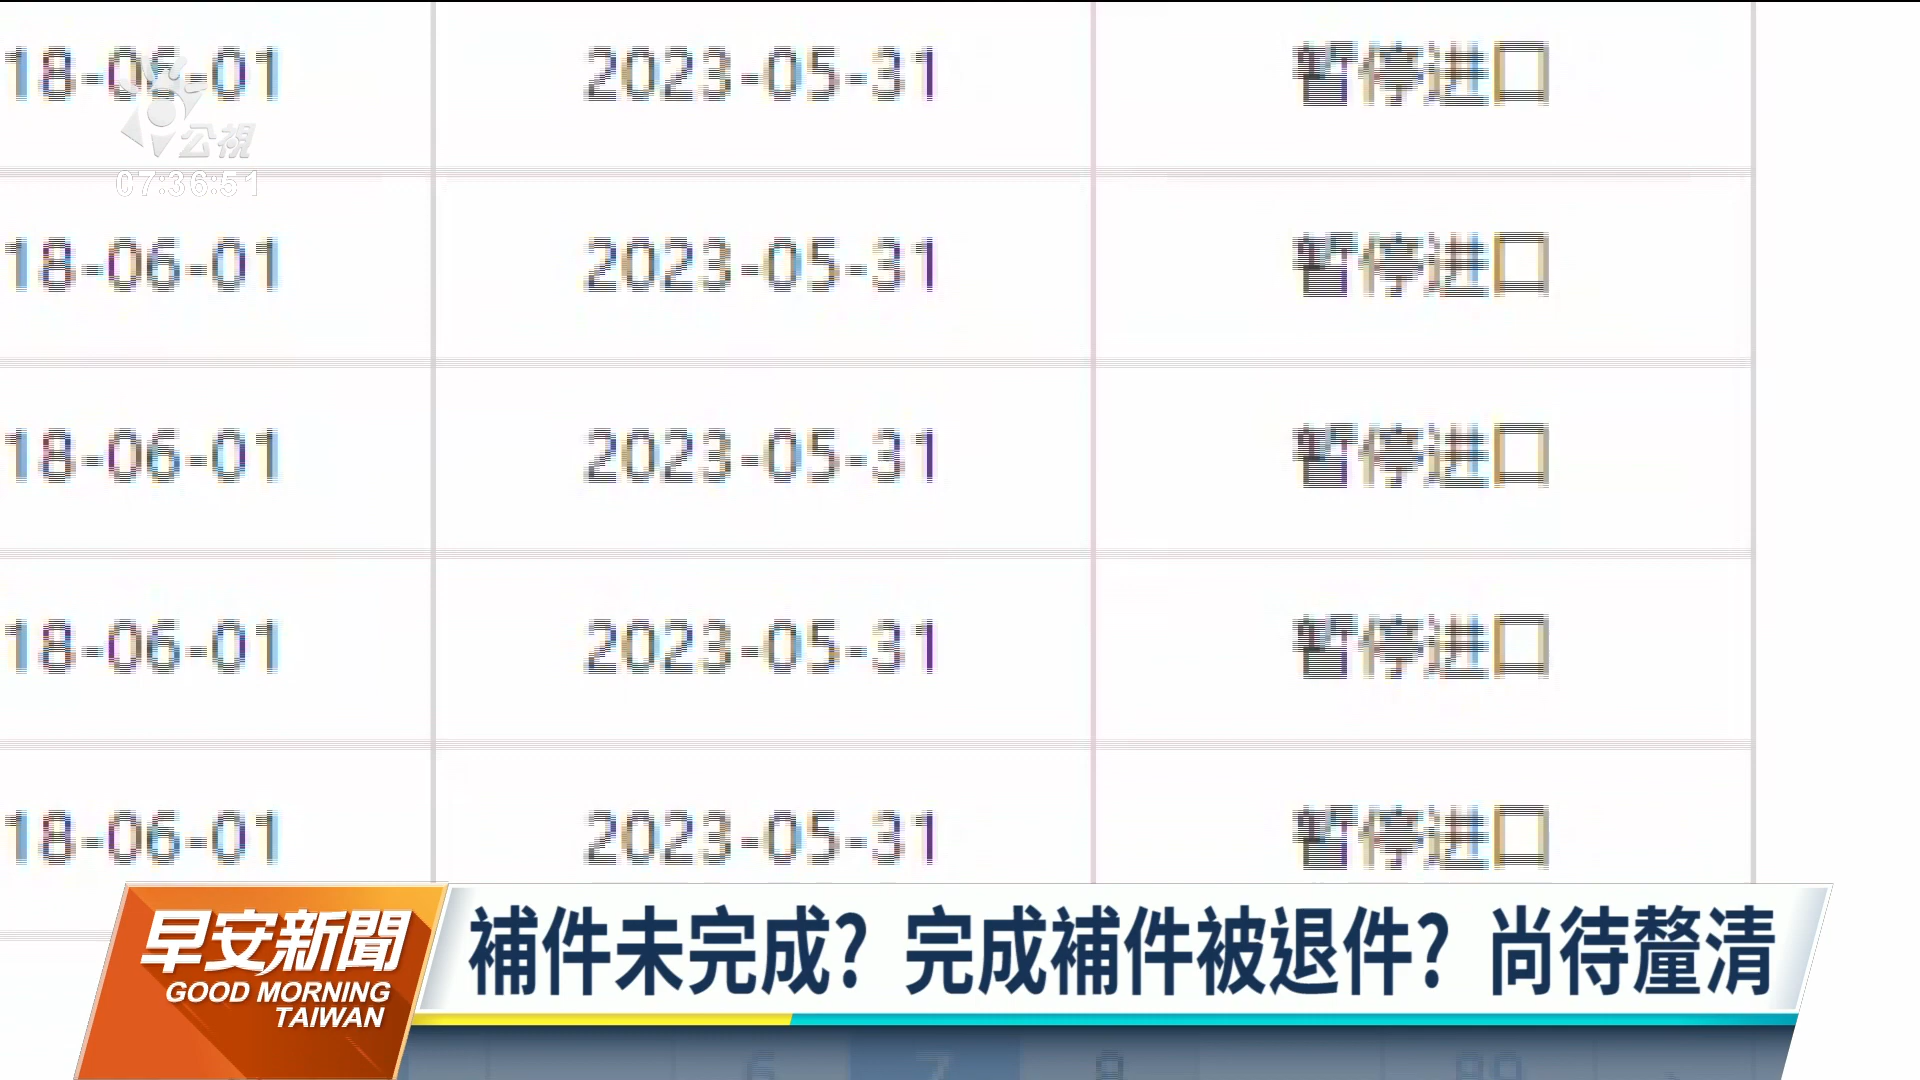 18-06-01 2023-05-31 暂停进口
公視
07:36:51
18-06-01 2023-05-31 暂停进口
18-06-01 2023-05-31 暂停进口
18-06-01 2023-05-31 暂停进口
18-06-01 2023-05-31 暂停进口
早安新聞
GOOD MORNING
TAIWAN
補件未完成? 完成補件被退件? 尚待釐清
6 7 8 89